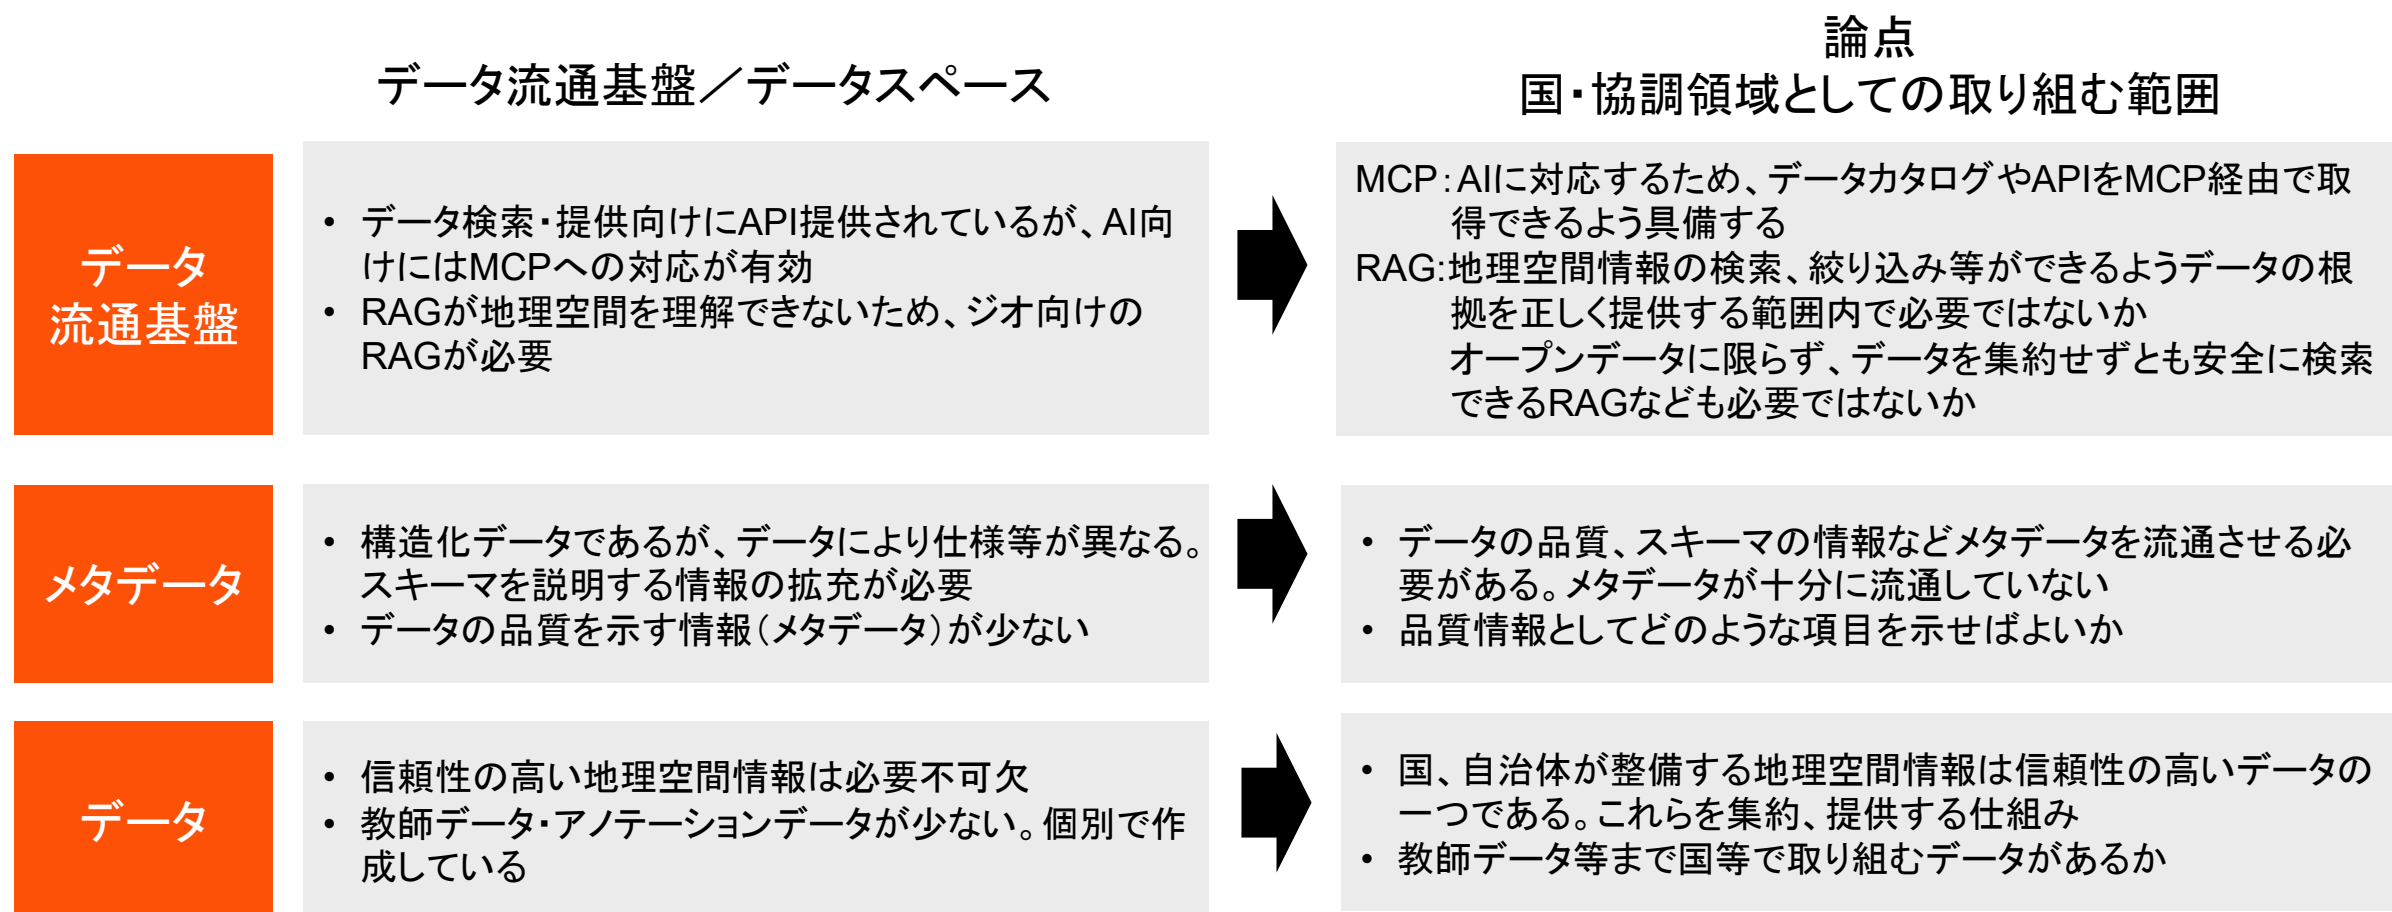 データ流通基盤／データスペース
論点
国・協調領域としての取り組む範囲
データ
流通基盤
• データ検索・提供向けにAPI提供されているが、AI向
けにはMCPへの対応が有効
• RAGが地理空間を理解できないため、ジオ向けの
RAGが必要
MCP：AIに対応するため、データカタログやAPIをMCP経由で取
得できるよう具備する
RAG:地理空間情報の検索、絞り込み等ができるようデータの根
拠を正しく提供する範囲内で必要ではないか
オープンデータに限らず、データを集約せずとも安全に検索
できるRAGなども必要ではないか
メタデータ
• 構造化データであるが、データにより仕様等が異なる。
スキーマを説明する情報の拡充が必要
• データの品質を示す情報（メタデータ）が少ない
• データの品質、スキーマの情報などメタデータを流通させる必
要がある。メタデータが十分に流通していない
• 品質情報としてどのような項目を示せばよいか
データ
• 信頼性の高い地理空間情報は必要不可欠
• 教師データ・アノテーションデータが少ない。個別で作
成している
• 国、自治体が整備する地理空間情報は信頼性の高いデータの
一つである。これらを集約、提供する仕組み
• 教師データ等まで国等で取り組むデータがあるか